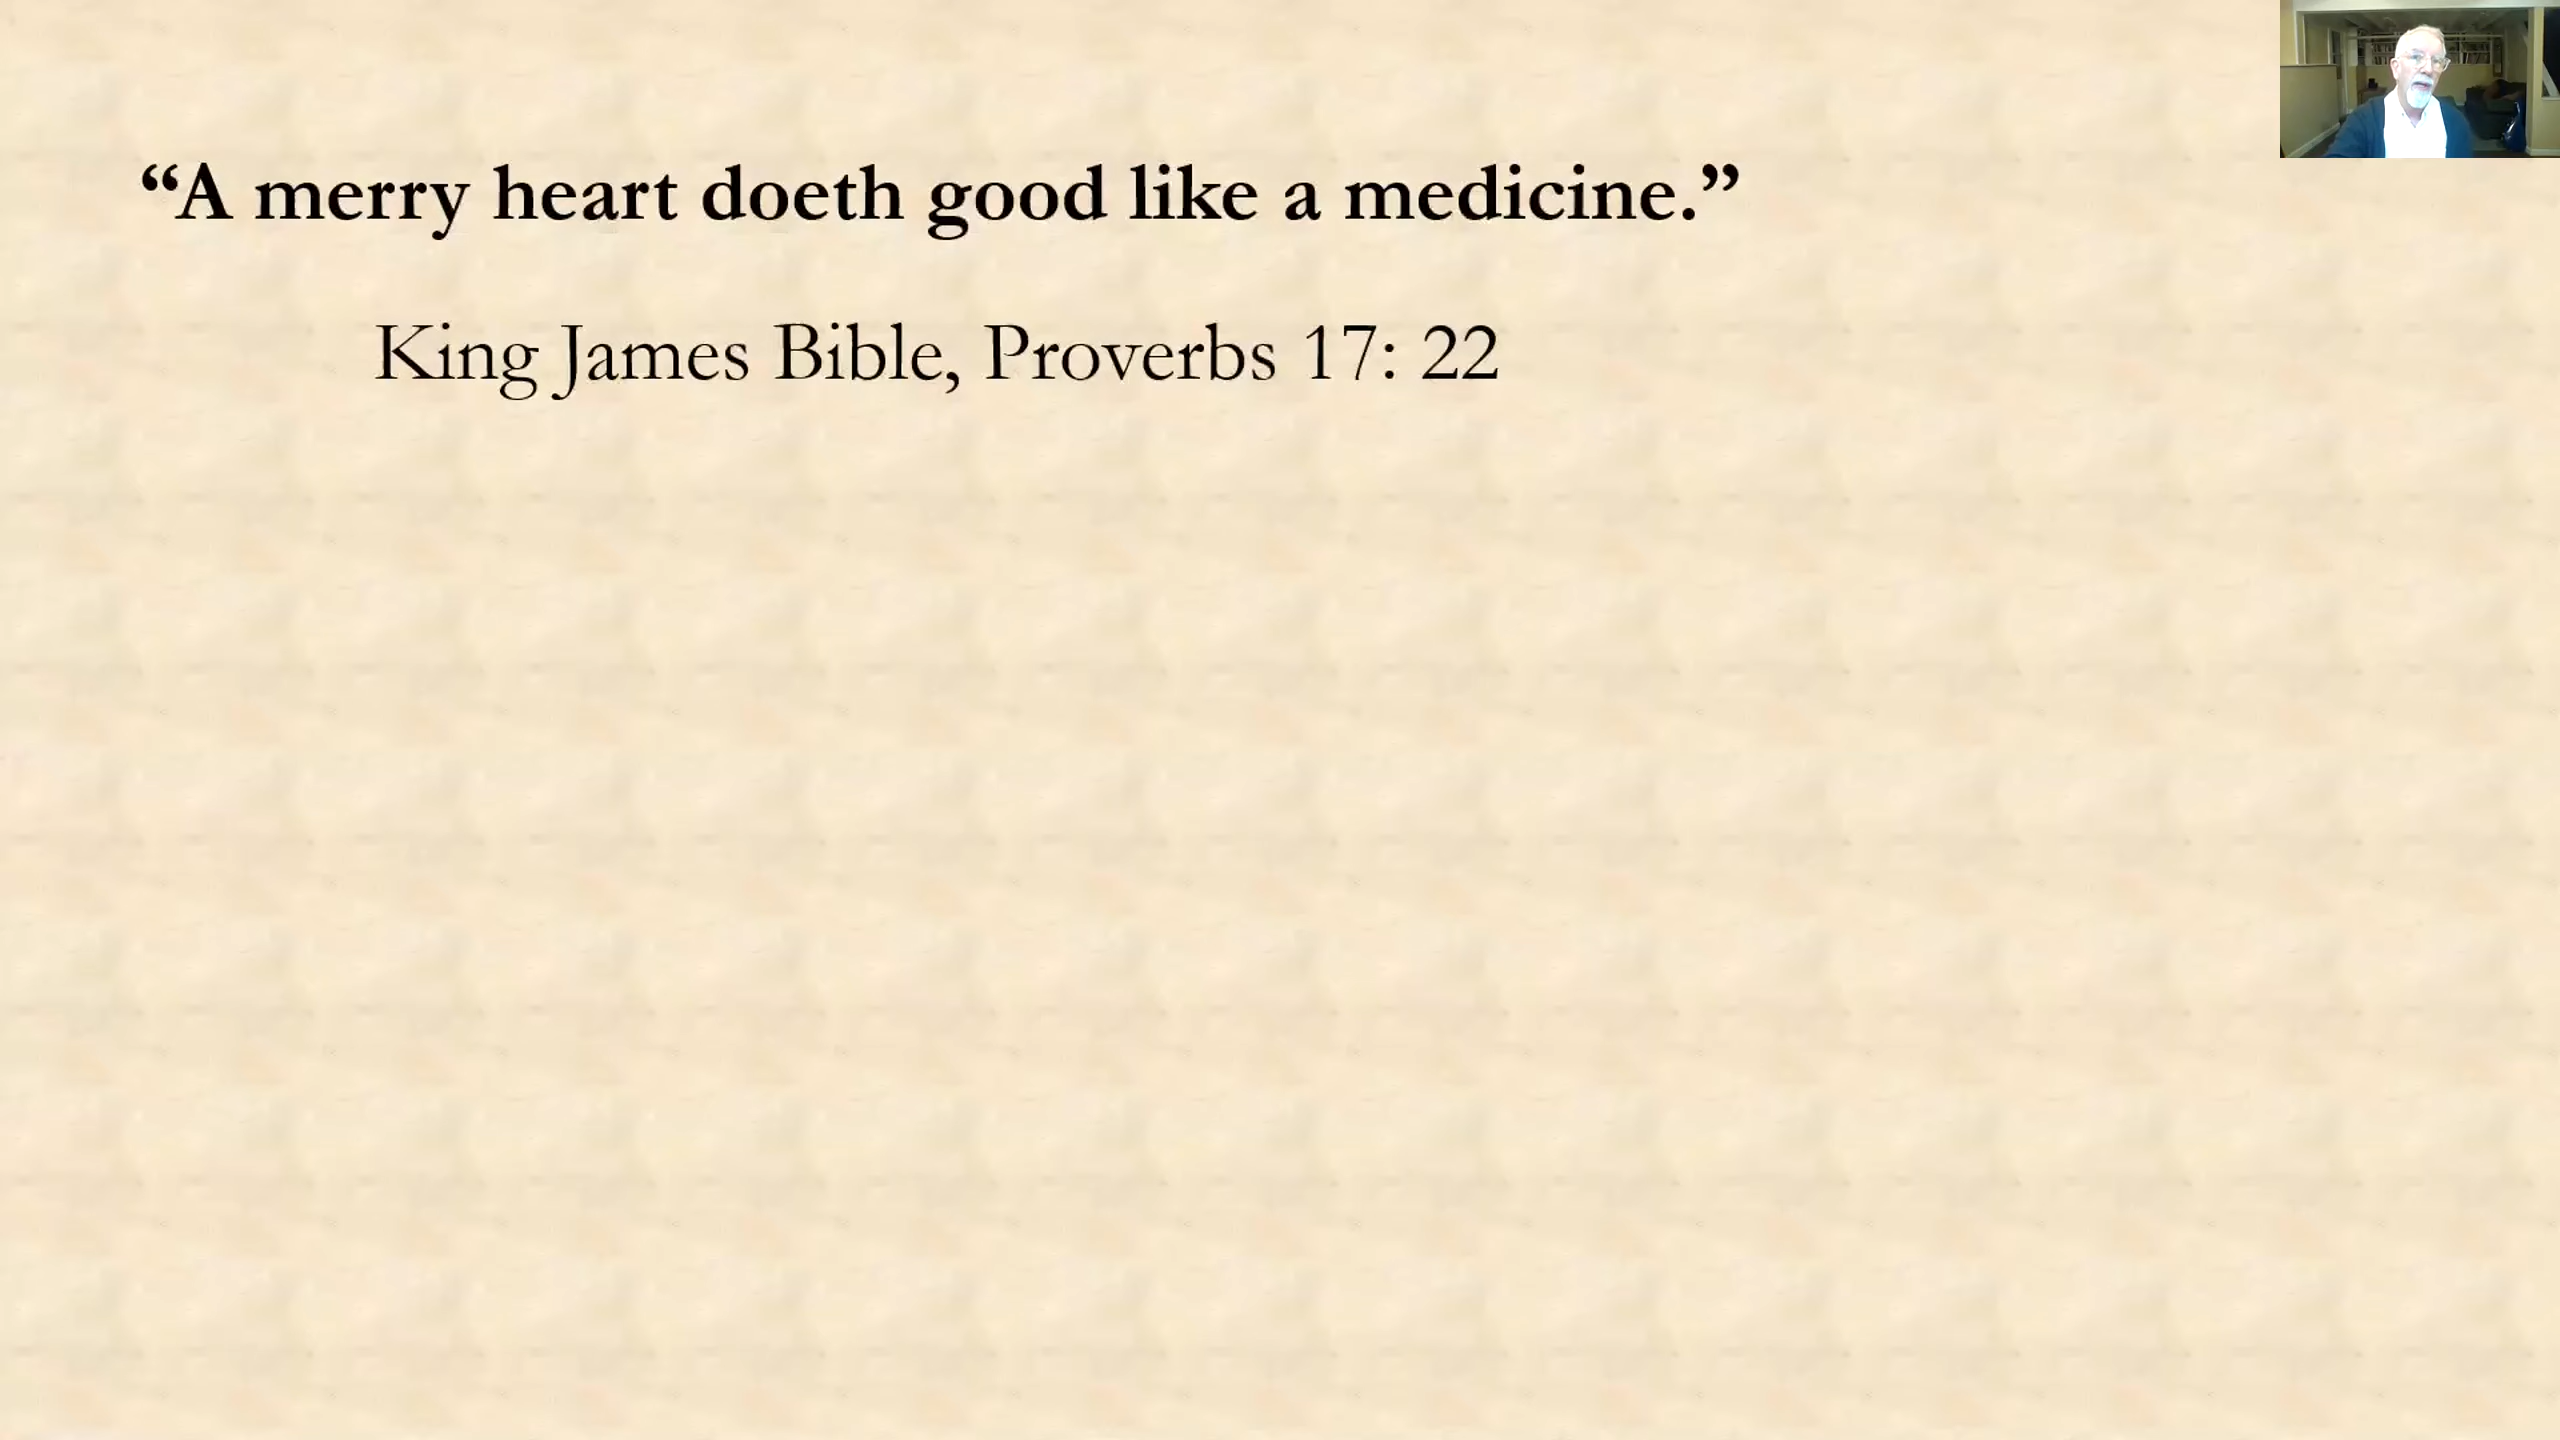 “A merry heart doeth good like a medicine.”
King James Bible, Proverbs 17: 22